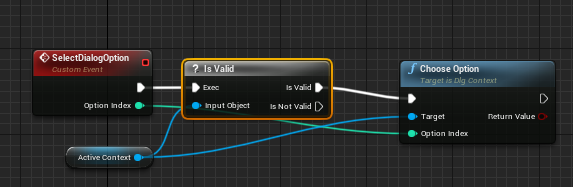 SelectDialogOption
Custom Event
Option Index
Active Context
? Is Valid
Exec
Is Valid
Input Object
Is Not Valid
f Choose Option
Target is Dlg Context
Target
Return Value
Option Index